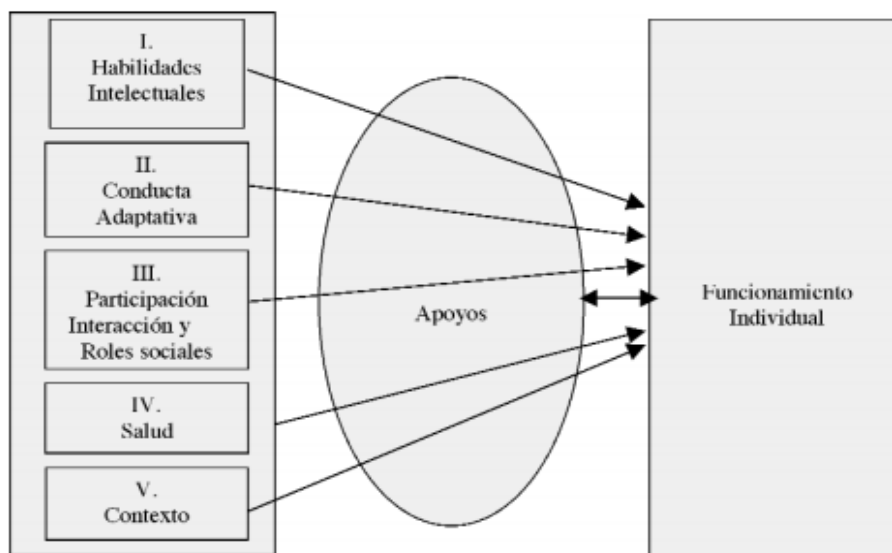 I.
Habilidades
Intelectuales
II.
Conducta
Adaptativa
III.
Participación
Interacción y
Roles sociales
IV.
Salud
V.
Contexto
Apoyos
Funcionamiento
Individual